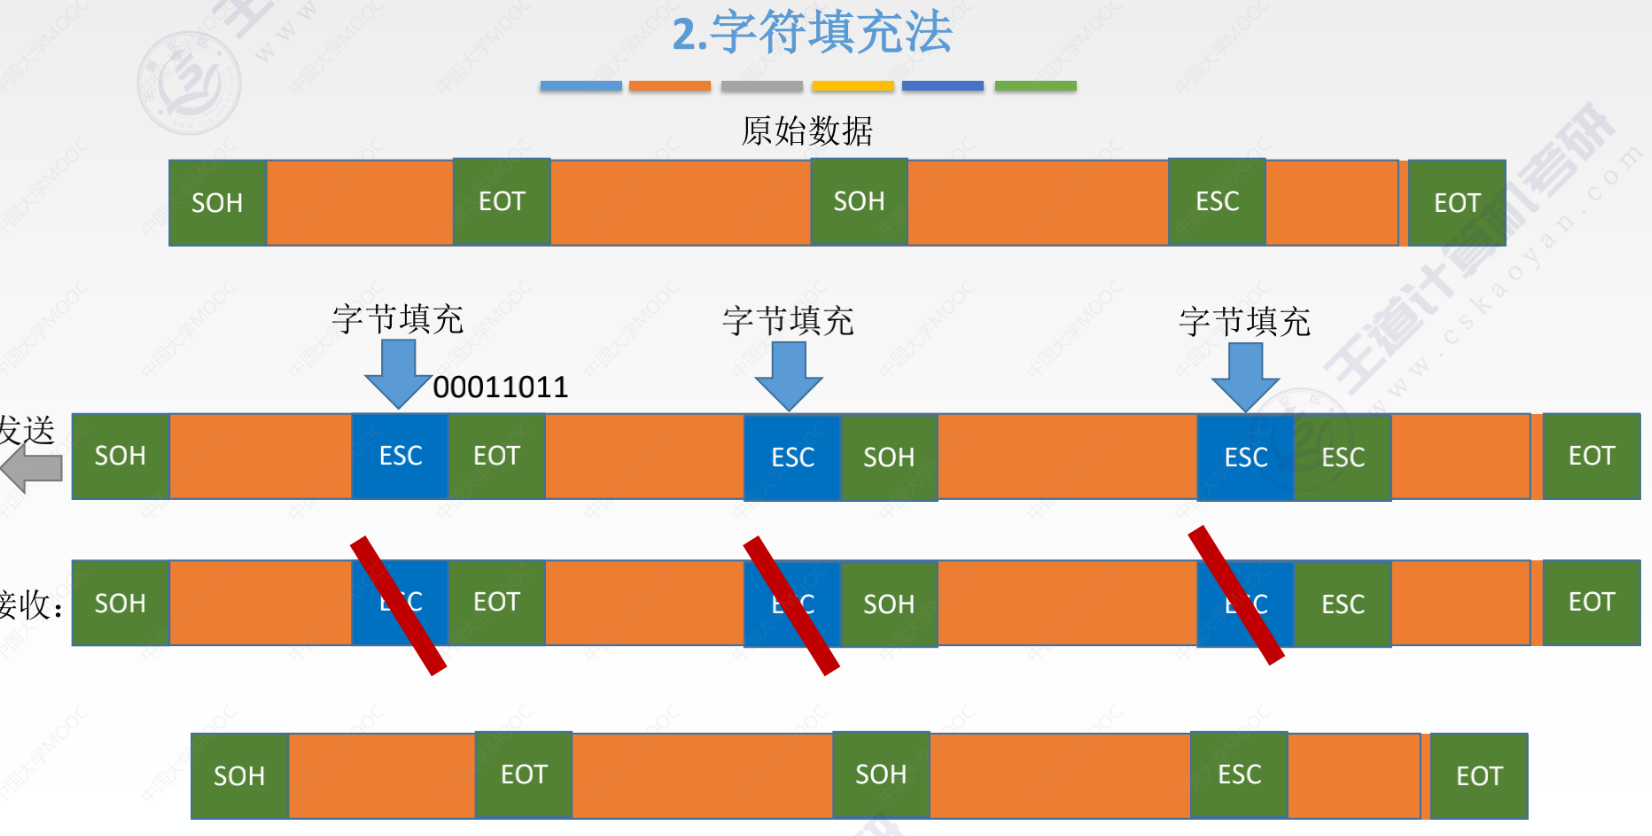 2.字符填充法
原始数据
SOH EOT SOH ESC EOT
字节填充 字节填充 字节填充
00011011
发送
SOH ESC EOT ESC SOH ESC ESC EOT
接收：
SOH ESC EOT ESC SOH ESC ESC EOT
SOH EOT SOH ESC EOT
王道计算机考研
www.cskaoyan.com
中国大学MOOC